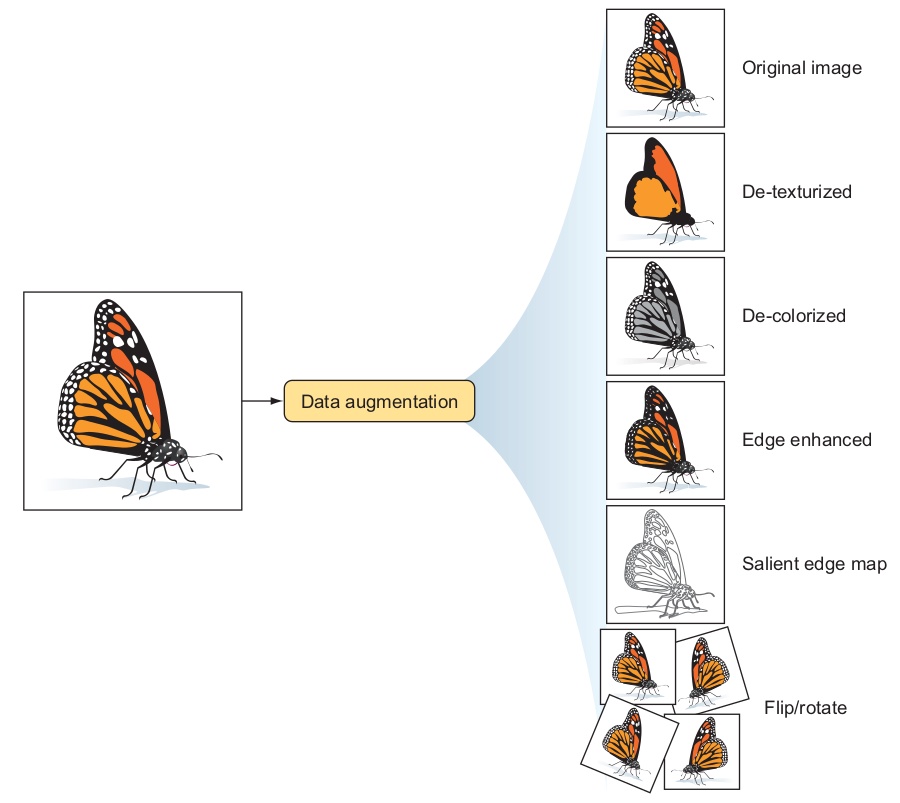 Original image
De-texturized
De-colorized
Data augmentation
Edge enhanced
Salient edge map
Flip/rotate